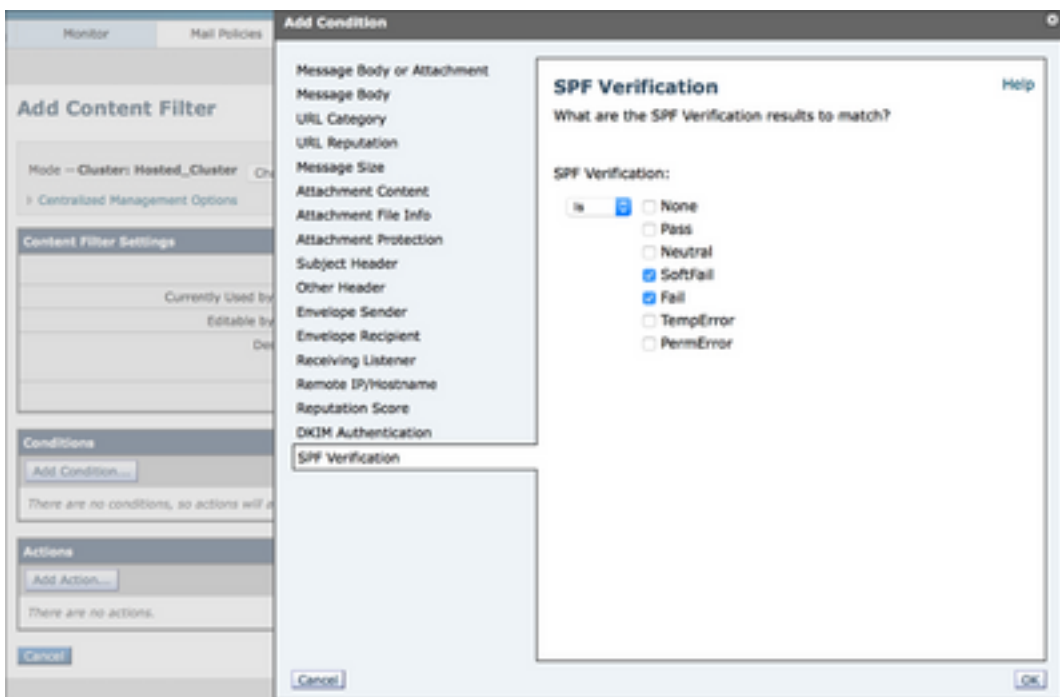 Monitor
Mail Policies
Add Content Filter
Mode — Cluster: Hosted_Cluster
Centralized Management Options
Content Filter Settings
Currently Used by
Editable by
Conditions
Add Condition...
There are no conditions, so actions will a
Actions
Add Action...
There are no actions.
Cancel
Add Condition
Message Body or Attachment
Message Body
URL Category
URL Reputation
Message Size
Attachment Content
Attachment File Info
Attachment Protection
Subject Header
Other Header
Envelope Sender
Envelope Recipient
Receiving Listener
Remote IP/Hostname
Reputation Score
DKIM Authentication
SPF Verification
SPF Verification
Help
What are the SPF Verification results to match?
SPF Verification:
Is
None
Pass
Neutral
SoftFail
Fail
TempError
PermError
Cancel
OK